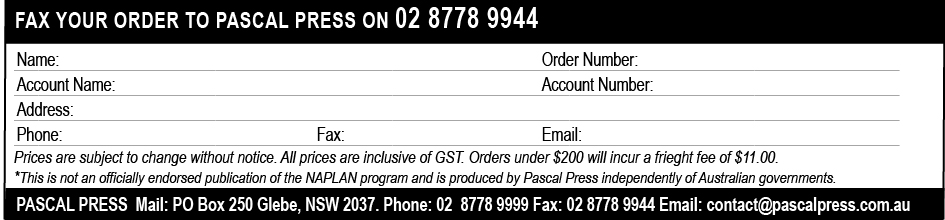 FAX YOUR ORDER TO PASCAL PRESS ON 02 8778 9944
Name: Order Number:
Account Name: Account Number:
Address:
Phone: Fax: Email:
Prices are subject to change without notice. All prices are inclusive of GST. Orders under $200 will incur a frieght fee of $11.00.
*This is not an officially endorsed publication of the NAPLAN program and is produced by Pascal Press independently of Australian governments.
PASCAL PRESS Mail: PO Box 250 Glebe, NSW 2037. Phone: 02 8778 9999 Fax: 02 8778 9944 Email: contact@pascalpress.com.au